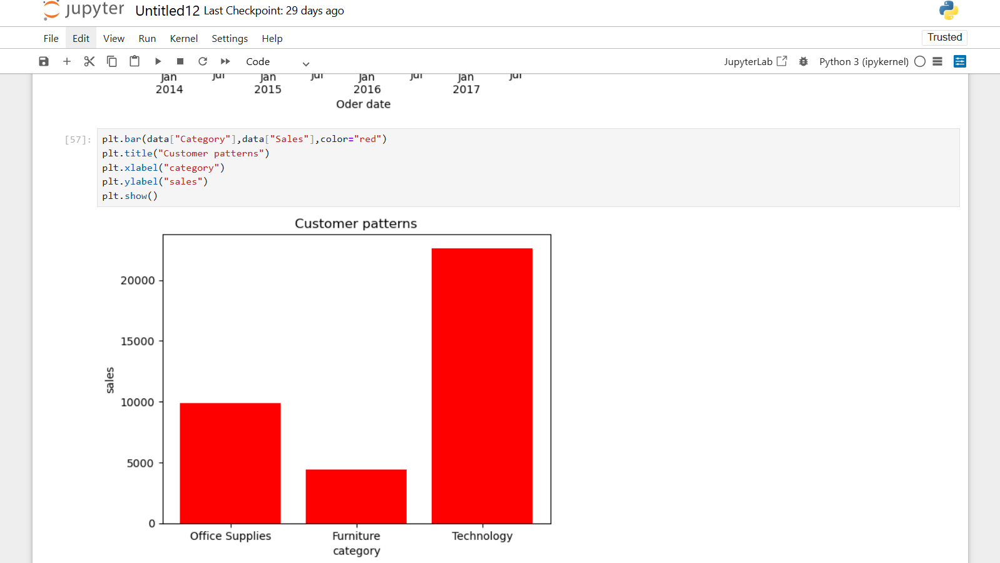 jupyter Untitled12 Last Checkpoint: 29 days ago
File Edit View Run Kernel Settings Help Trusted
Code JupyterLab Python 3 (ipykernel)
Jan Jul Jan Jul Jan Jul Jan Jul
2014 2015 2016 2017
Oder date
[57]: plt.bar(data["Category"],data["Sales"],color="red")
plt.title("Customer patterns")
plt.xlabel("category")
plt.ylabel("sales")
plt.show()
Customer patterns
20000
15000
sales
10000
5000
0
Office Supplies Furniture Technology
category